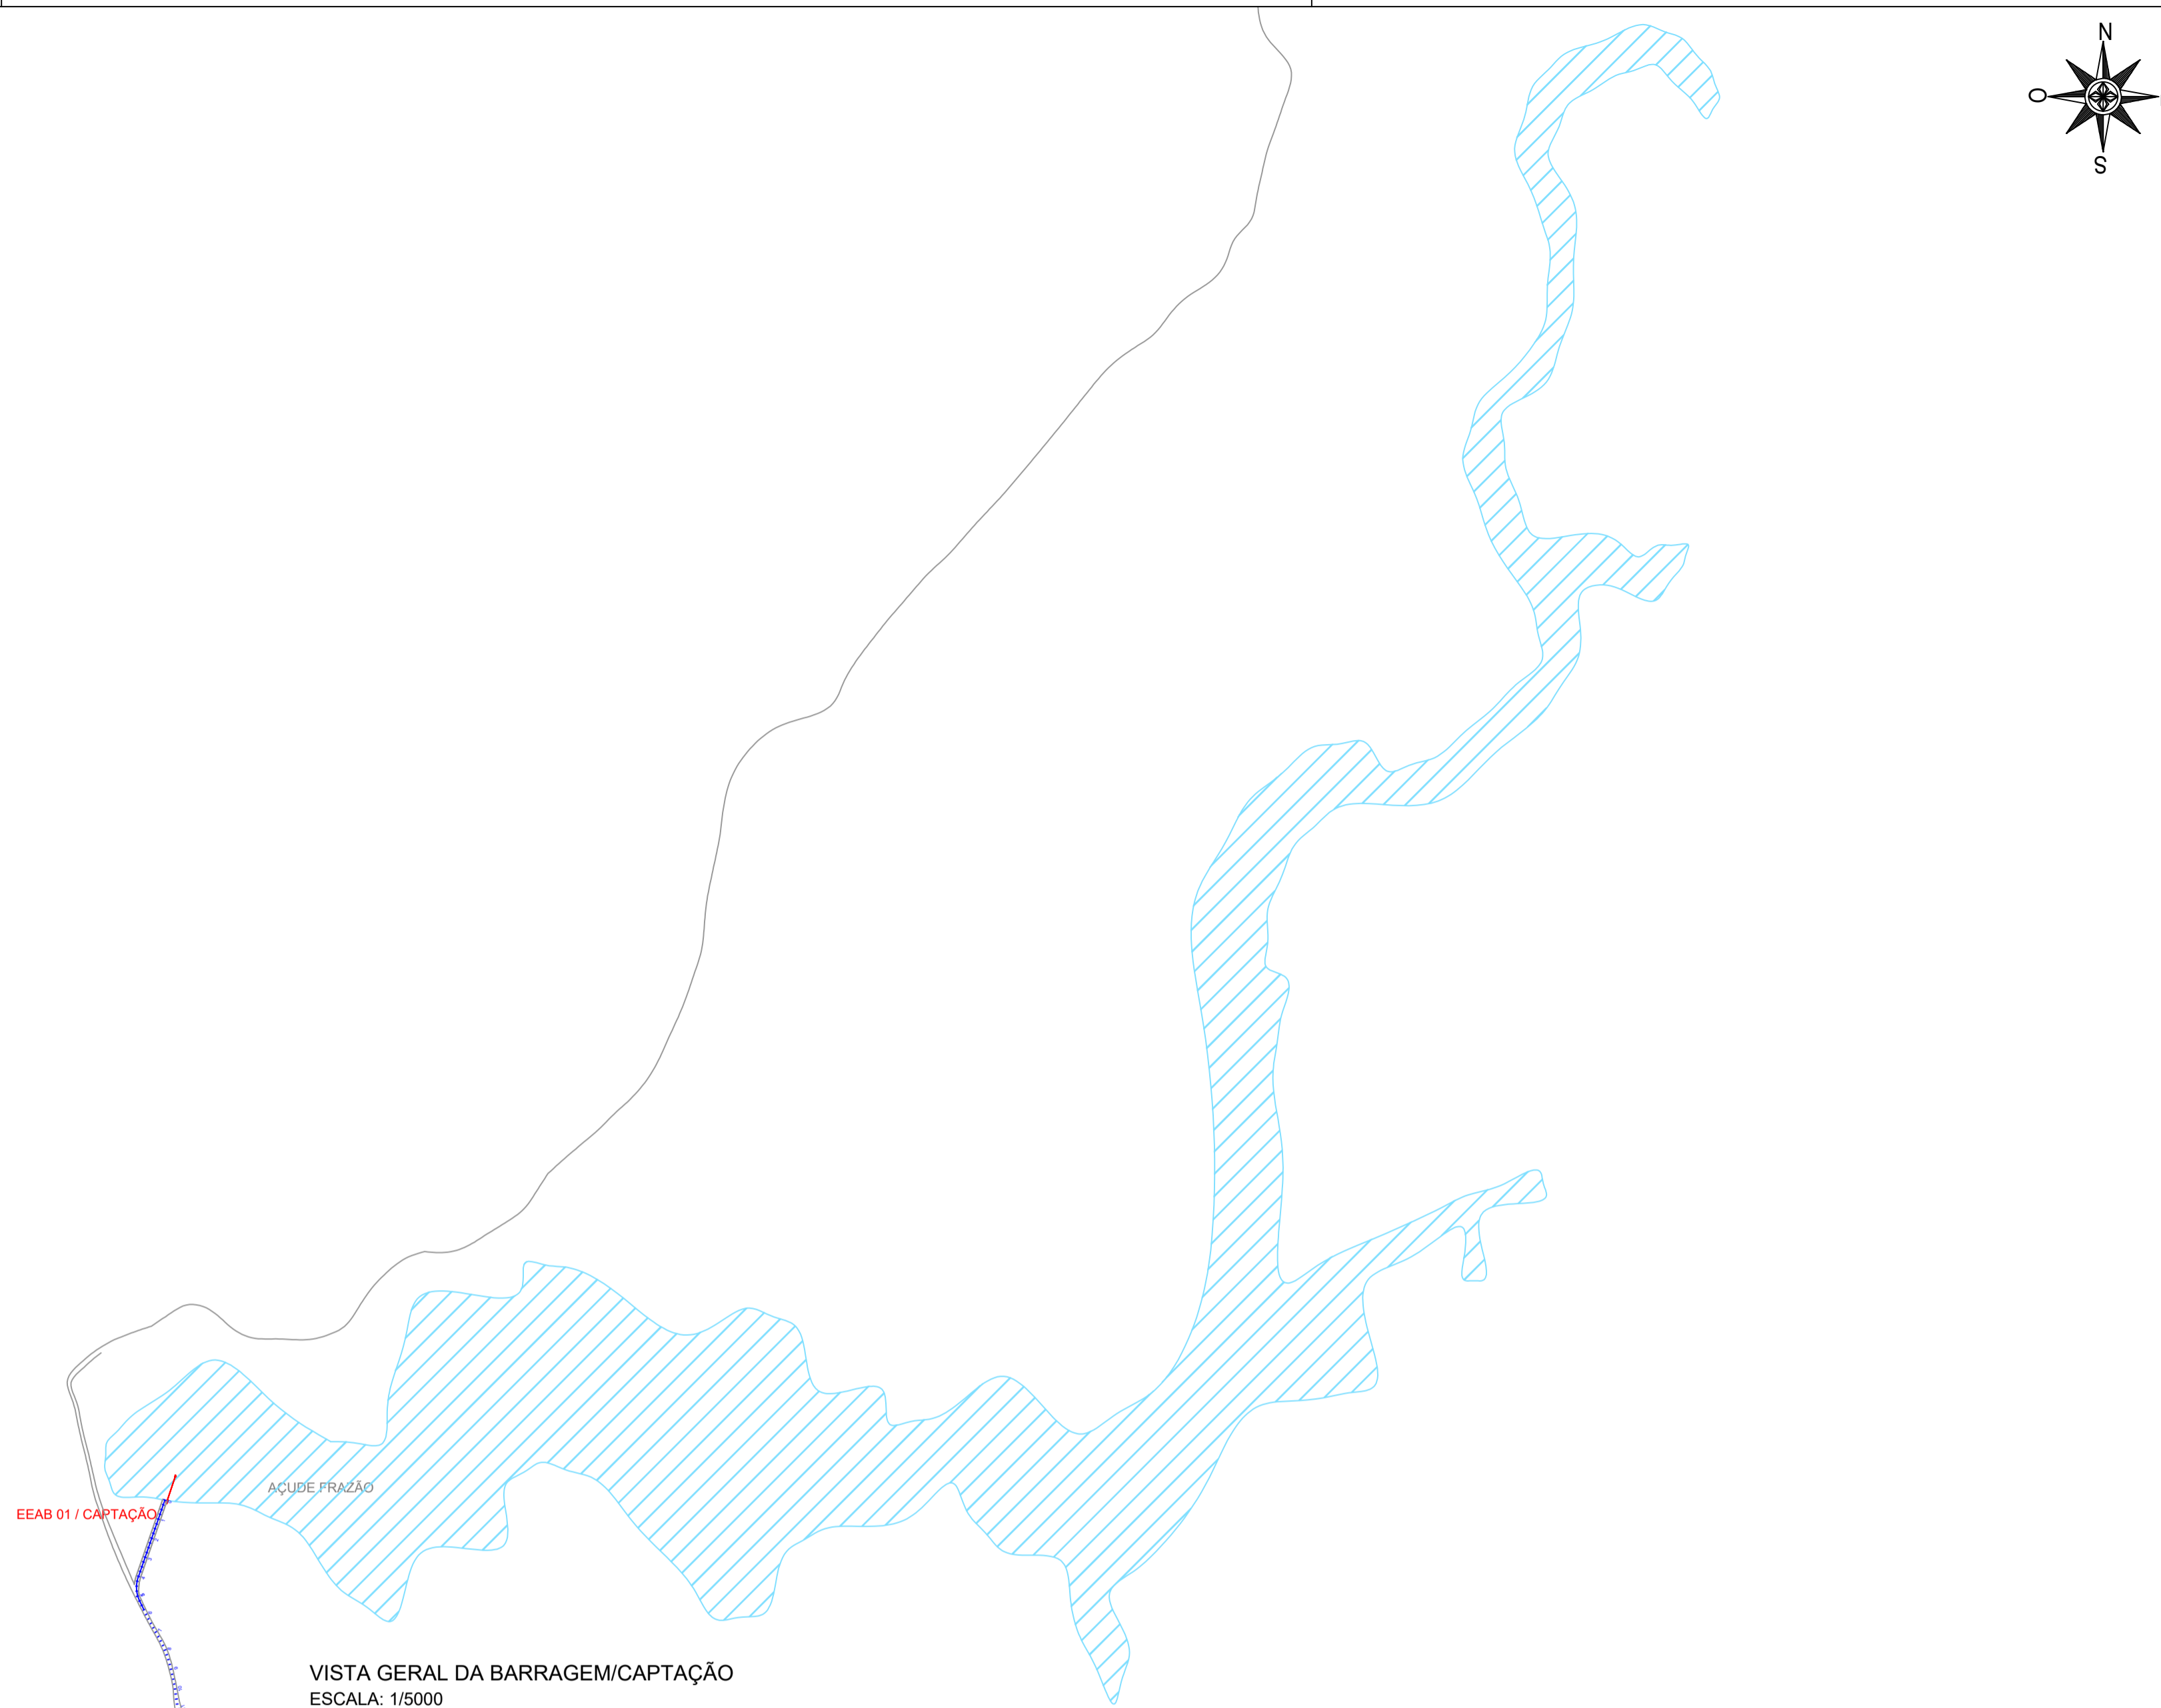 N
O
S
AÇUDE FRAZÃO
EEAB 01 / CAPTAÇÃO
VISTA GERAL DA BARRAGEM/CAPTAÇÃO
ESCALA: 1/5000